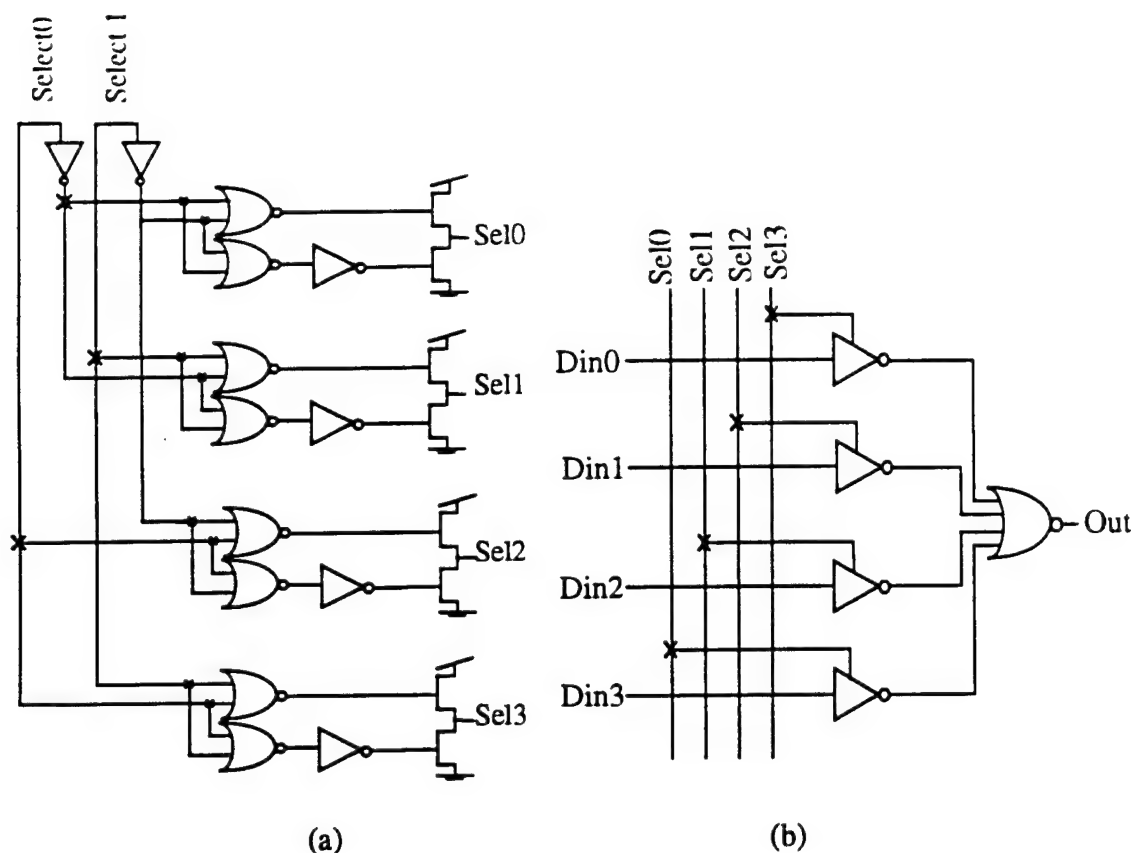 Select0
Select 1
Sel0
Sel1
Sel2
Sel3
(a)
Sel0
Sel1
Sel2
Sel3
Din0
Din1
Din2
Din3
Out
(b)